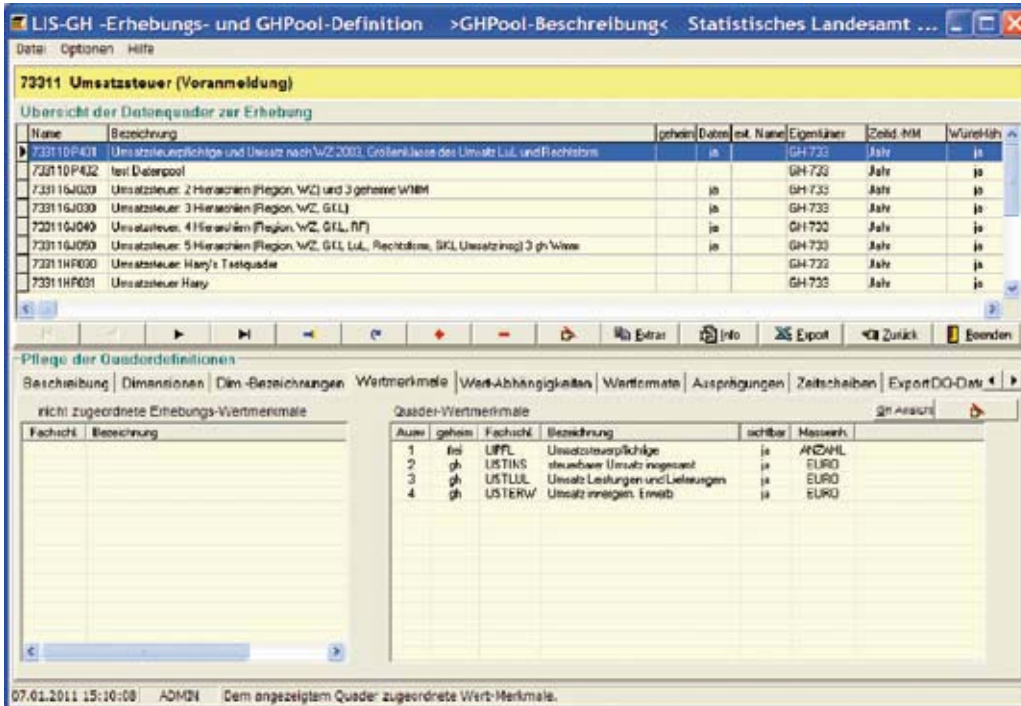 LIS-GH -Erhebungs- und GHPool-Definition >GHPool-Beschreibung< Statistisches Landesamt ...
Datei Optionen Hilfe
73311 Umsatzsteuer (Voranmeldung)
Übersicht der Datenquader zur Erhebung
Name Bezeichnung geheim Daten ext. Name Eigentümer Zeitid.-MM
73311DP401 Umsatzsteuerpflichtige und Umsatz nach WZ 2003, Größenklasse des Umsatz LuL und Rechtsform ja GH-733 Jahr ja
73311DP402 test Datenpool GH-733 Jahr ja
73311GJ020 Umsatzsteuer: 2 Hierarchien (Region, WZ) und 3 geheime WMM ja GH-733 Jahr ja
73311GJ030 Umsatzsteuer: 3 Hierarchien (Region, WZ, GKL) ja GH-733 Jahr ja
73311GJ040 Umsatzsteuer: 4 Hierarchien (Region, WZ, GKL, RF) ja GH-733 Jahr ja
73311GJ050 Umsatzsteuer: 5 Hierarchien (Region, WZ, GKL LuL, Rechtsform, GKL Umsatz insg) 3 gh Wmm ja GH-733 Jahr ja
73311HR030 Umsatzsteuer: Harry's Testquader GH-733 Jahr ja
73311HR031 Umsatzsteuer Harry GH-733 Jahr ja
Extras Info Export Zurück Beenden
Pflege der Quaderdefinitionen
Beschreibung Dimensionen Dim.-Bezeichnungen Wertmerkmale Wert-Abhängigkeiten Wertformate Ausprägungen Zeitscheiben Export DQ-Date
nicht zugeordnete Erhebungs-Wertmerkmale Quader-Wertmerkmale Gh Ansicht
Fachschl. Bezeichnung Ausw geheim Fachschl. Bezeichnung sichtbar Masseinh.
1 frei UPFL Umsatzsteuerpflichtige ja ANZAHL
2 gh USTINS steuerbarer Umsatz insgesamt ja EURO
3 gh USTLUL Umsatz Leistungen und Lieferungen ja EURO
4 gh USTERW Umsatz innergem. Erwerb ja EURO
07.01.2011 15:10:08 ADMIN Dem angezeigtem Quader zugeordnete Wert-Merkmale.